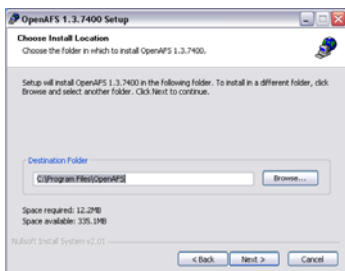 OpenAFS 1.3.7400 Setup
Choose Install Location
Choose the folder in which to install OpenAFS 1.3.7400.
Setup will install OpenAFS 1.3.7400 in the following folder. To install in a different folder, click
Browse and select another folder. Click Next to continue.
Destination Folder
C:\Program Files\OpenAFS
Browse...
Space required: 12.2MB
Space available: 335.1MB
Nullsoft Install System v2.01
< Back
Next >
Cancel